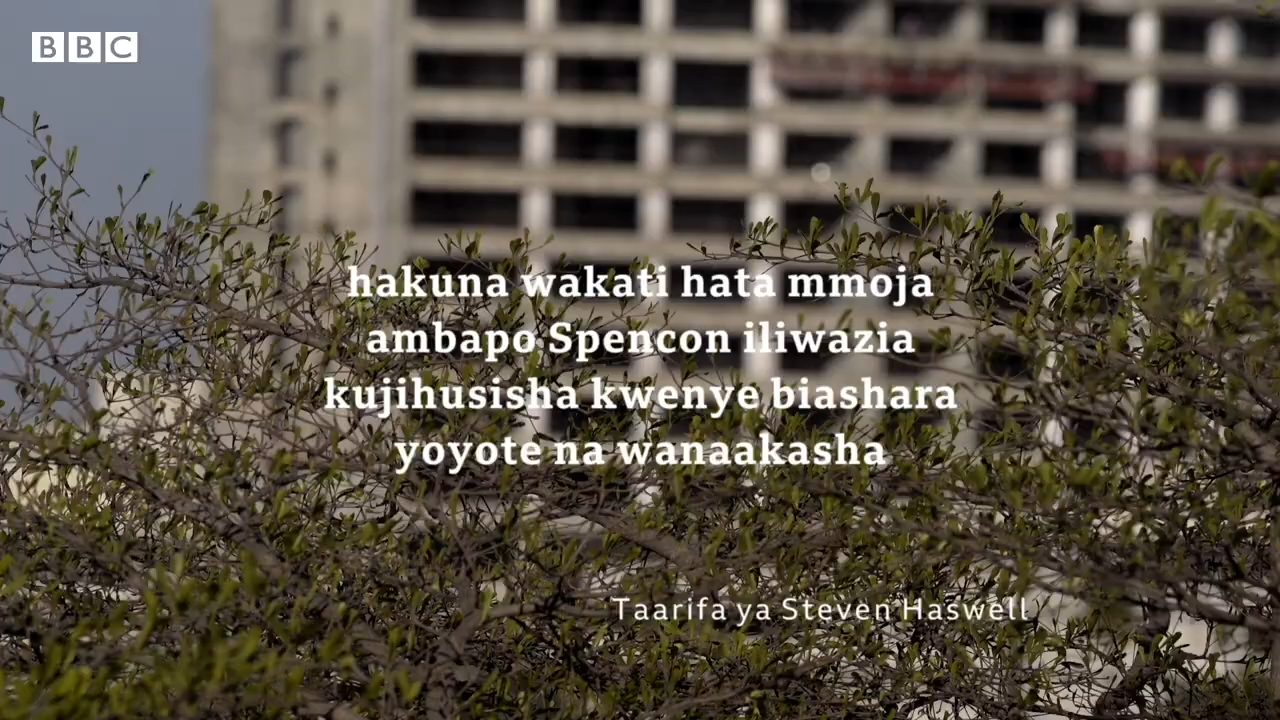 BBC
hakuna wakati hata mmoja
ambapo Spencon iliwazia
kujihusisha kwenye biashara
yoyote na wanaakasha
Taarifa ya Steven Haswell